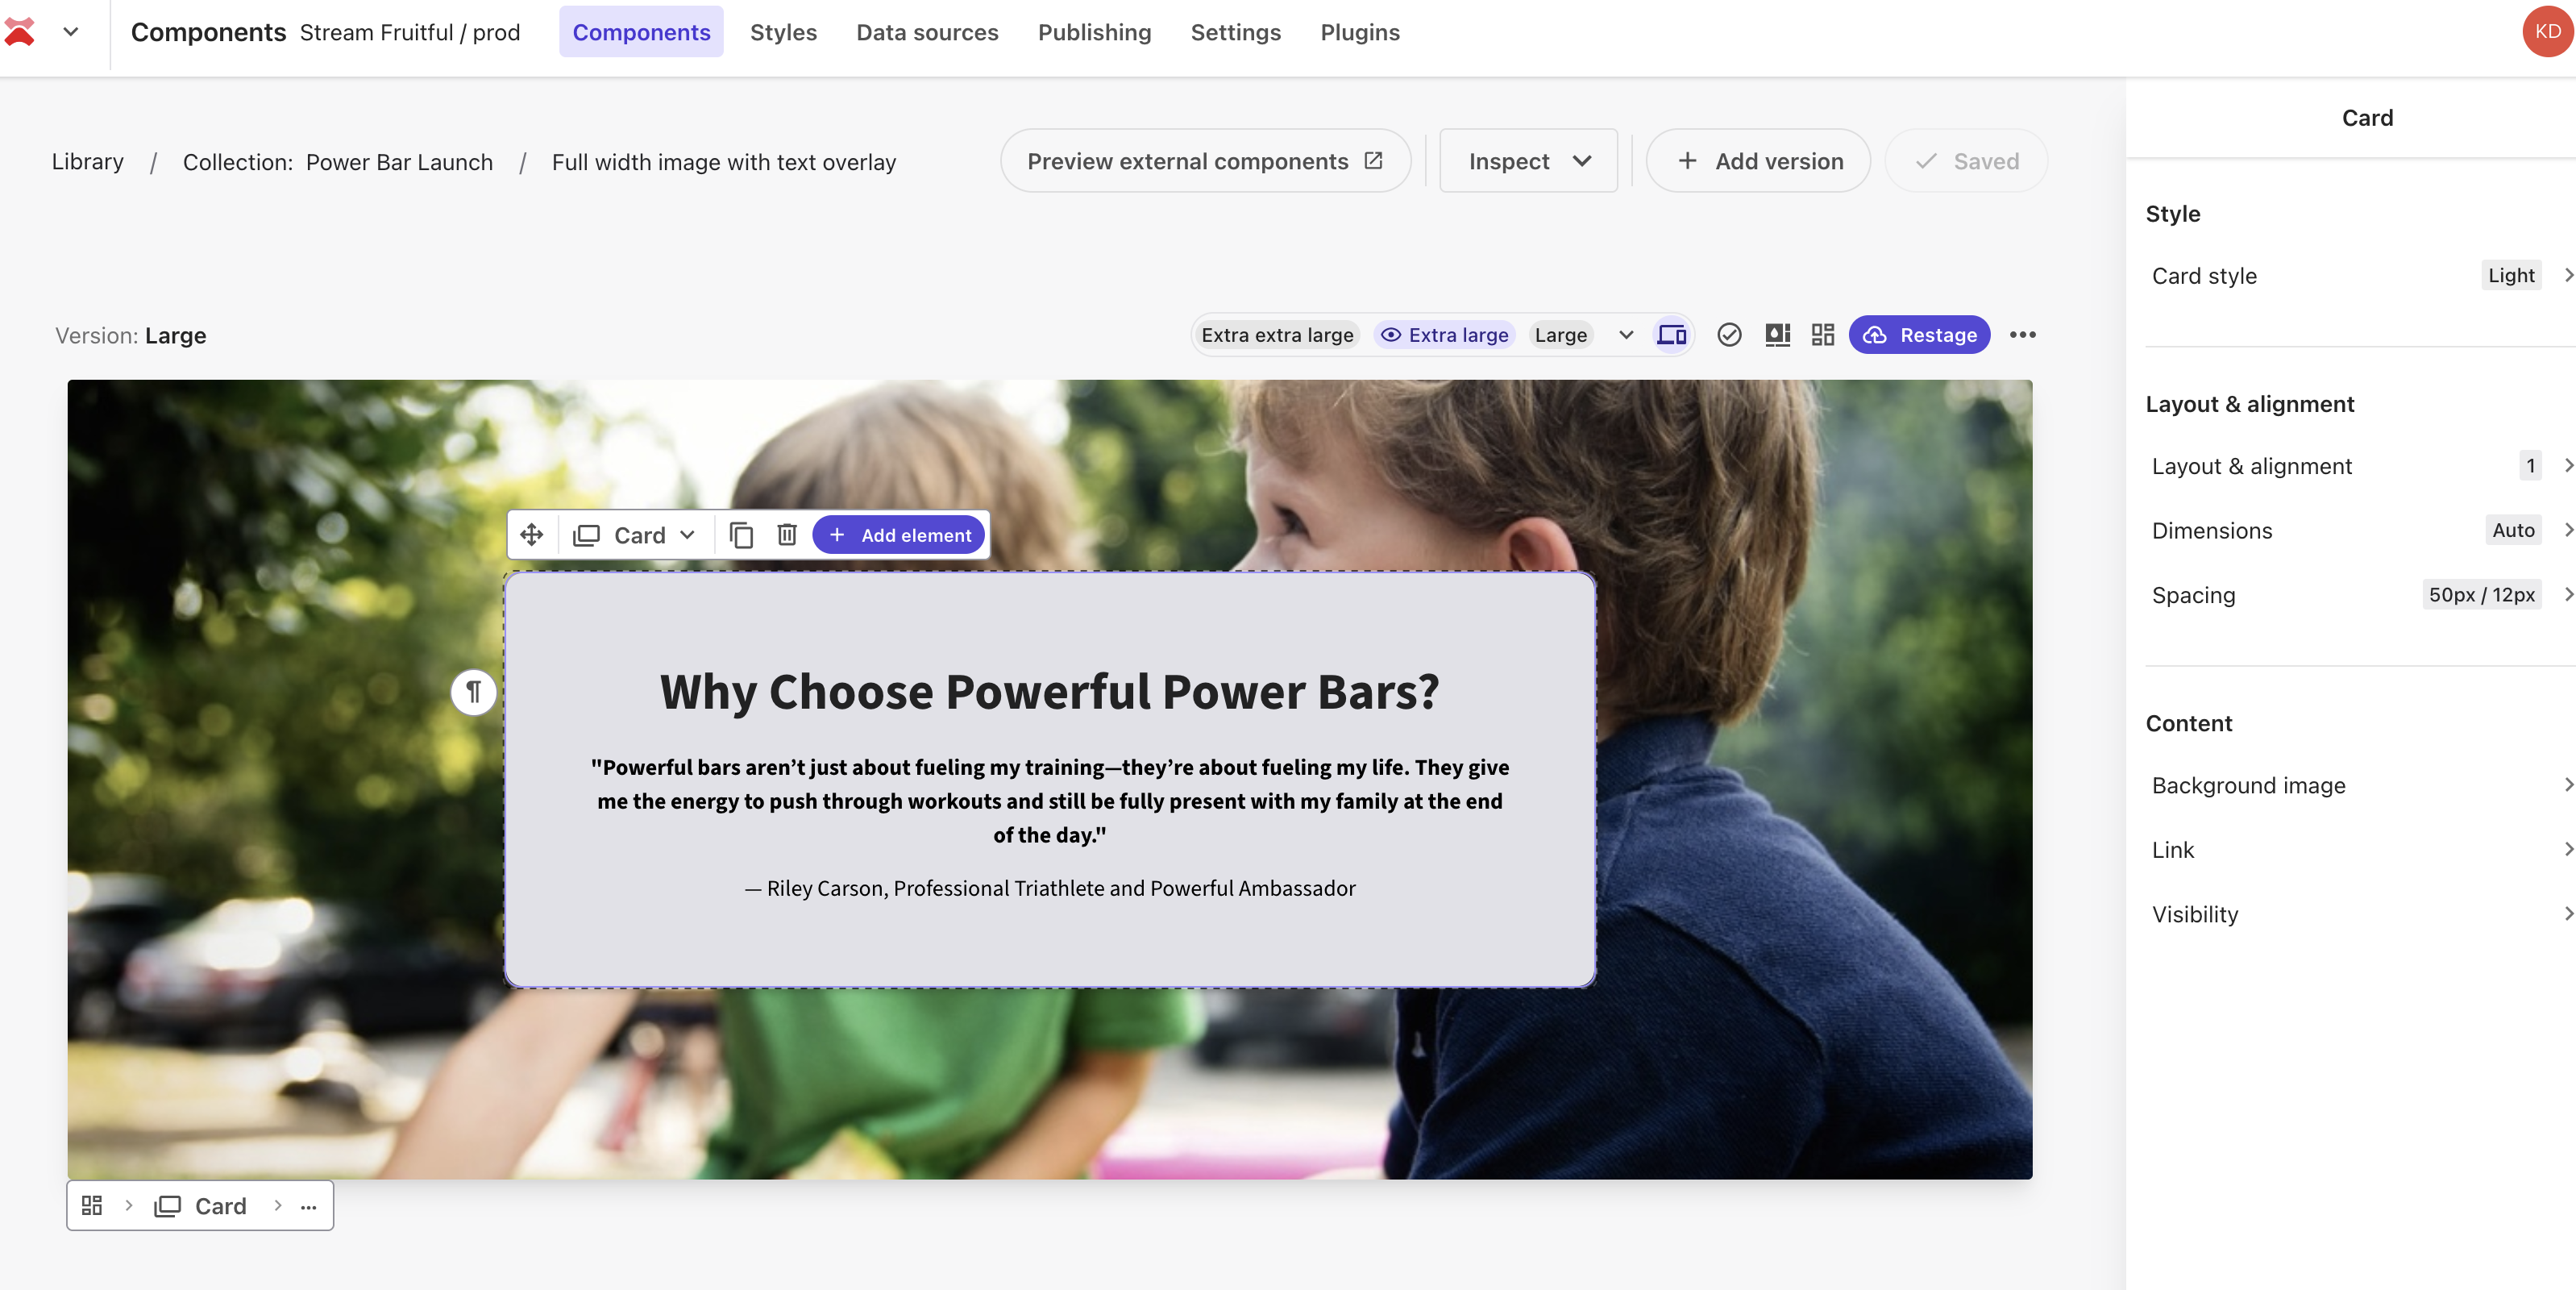 Components Stream Fruitful / prod Components Styles Data sources Publishing Settings Plugins KD
Library / Collection: Power Bar Launch / Full width image with text overlay Preview external components Inspect + Add version Saved
Version: Large Extra extra large Extra large Large Restage
Card + Add element
¶
Why Choose Powerful Power Bars?
"Powerful bars aren’t just about fueling my training—they’re about fueling my life. They give
me the energy to push through workouts and still be fully present with my family at the end
of the day."
— Riley Carson, Professional Triathlete and Powerful Ambassador
Card ...
Card
Style
Card style Light
Layout & alignment
Layout & alignment 1
Dimensions Auto
Spacing 50px / 12px
Content
Background image
Link
Visibility